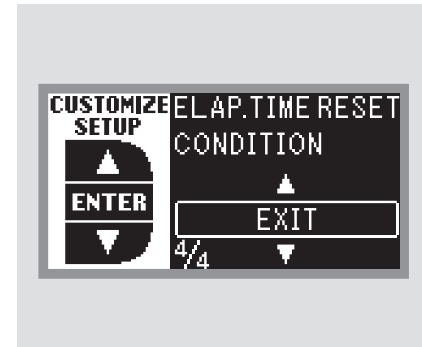 CUSTOMIZE
SETUP
ENTER
ELAP.TIME RESET
CONDITION
EXIT
4/4